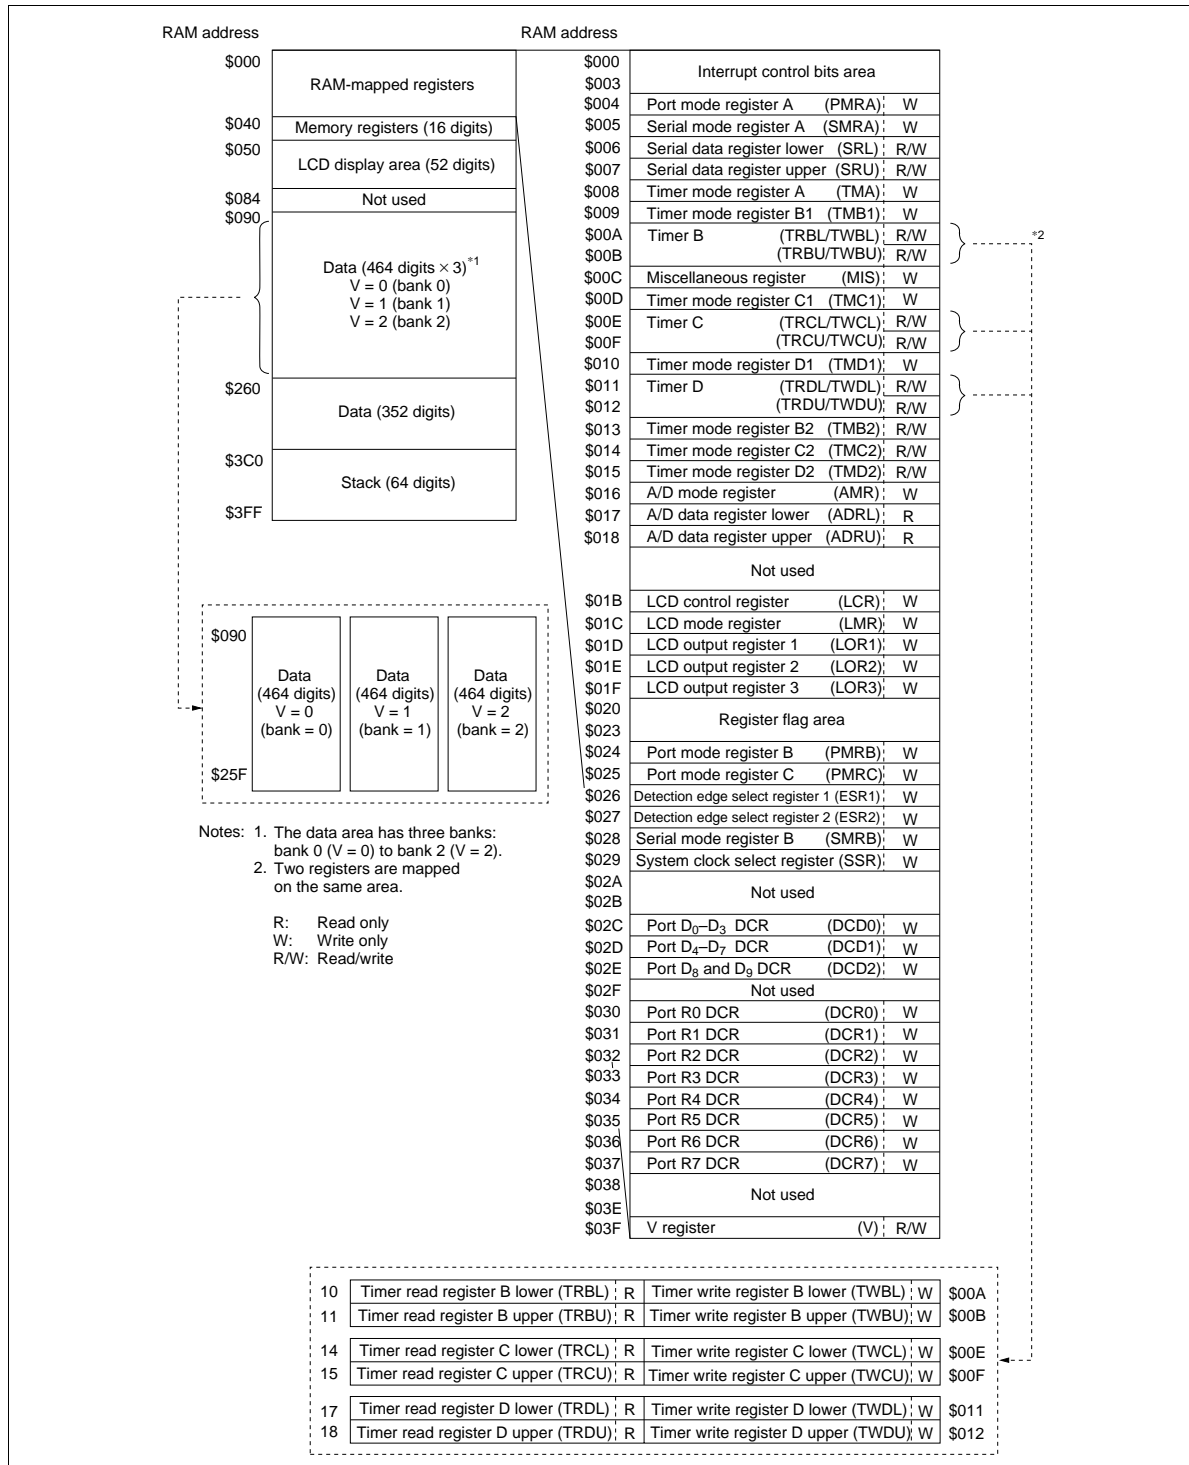 RAM address
$000
RAM-mapped registers
$040
Memory registers (16 digits)
$050
LCD display area (52 digits)
$084
Not used
$090
Data (464 digits × 3)*1
V = 0 (bank 0)
V = 1 (bank 1)
V = 2 (bank 2)
$260
Data (352 digits)
$3C0
Stack (64 digits)
$3FF
$090
Data
(464 digits)
V = 0
(bank = 0)
Data
(464 digits)
V = 1
(bank = 1)
Data
(464 digits)
V = 2
(bank = 2)
$25F
Notes: 1. The data area has three banks:
bank 0 (V = 0) to bank 2 (V = 2).
2. Two registers are mapped
on the same area.
R: Read only
W: Write only
R/W: Read/write
RAM address
$000
Interrupt control bits area
$003
$004 Port mode register A (PMRA) W
$005 Serial mode register A (SMRA) W
$006 Serial data register lower (SRL) R/W
$007 Serial data register upper (SRU) R/W
$008 Timer mode register A (TMA) W
$009 Timer mode register B1 (TMB1) W
$00A Timer B (TRBL/TWBL) R/W
$00B (TRBU/TWBU) R/W
*2
$00C Miscellaneous register (MIS) W
$00D Timer mode register C1 (TMC1) W
$00E Timer C (TRCL/TWCL) R/W
$00F (TRCU/TWCU) R/W
$010 Timer mode register D1 (TMD1) W
$011 Timer D (TRDL/TWDL) R/W
$012 (TRDU/TWDU) R/W
$013 Timer mode register B2 (TMB2) R/W
$014 Timer mode register C2 (TMC2) R/W
$015 Timer mode register D2 (TMD2) R/W
$016 A/D mode register (AMR) W
$017 A/D data register lower (ADRL) R
$018 A/D data register upper (ADRU) R
Not used
$01B LCD control register (LCR) W
$01C LCD mode register (LMR) W
$01D LCD output register 1 (LOR1) W
$01E LCD output register 2 (LOR2) W
$01F LCD output register 3 (LOR3) W
$020
Register flag area
$023
$024 Port mode register B (PMRB) W
$025 Port mode register C (PMRC) W
$026 Detection edge select register 1 (ESR1) W
$027 Detection edge select register 2 (ESR2) W
$028 Serial mode register B (SMRB) W
$029 System clock select register (SSR) W
$02A
Not used
$02B
$02C Port D0–D3 DCR (DCD0) W
$02D Port D4–D7 DCR (DCD1) W
$02E Port D8 and D9 DCR (DCD2) W
$02F Not used
$030 Port R0 DCR (DCR0) W
$031 Port R1 DCR (DCR1) W
$032 Port R2 DCR (DCR2) W
$033 Port R3 DCR (DCR3) W
$034 Port R4 DCR (DCR4) W
$035 Port R5 DCR (DCR5) W
$036 Port R6 DCR (DCR6) W
$037 Port R7 DCR (DCR7) W
$038
Not used
$03E
$03F V register (V) R/W
10 Timer read register B lower (TRBL) R Timer write register B lower (TWBL) W $00A
11 Timer read register B upper (TRBU) R Timer write register B upper (TWBU) W $00B
14 Timer read register C lower (TRCL) R Timer write register C lower (TWCL) W $00E
15 Timer read register C upper (TRCU) R Timer write register C upper (TWCU) W $00F
17 Timer read register D lower (TRDL) R Timer write register D lower (TWDL) W $011
18 Timer read register D upper (TRDU) R Timer write register D upper (TWDU) W $012